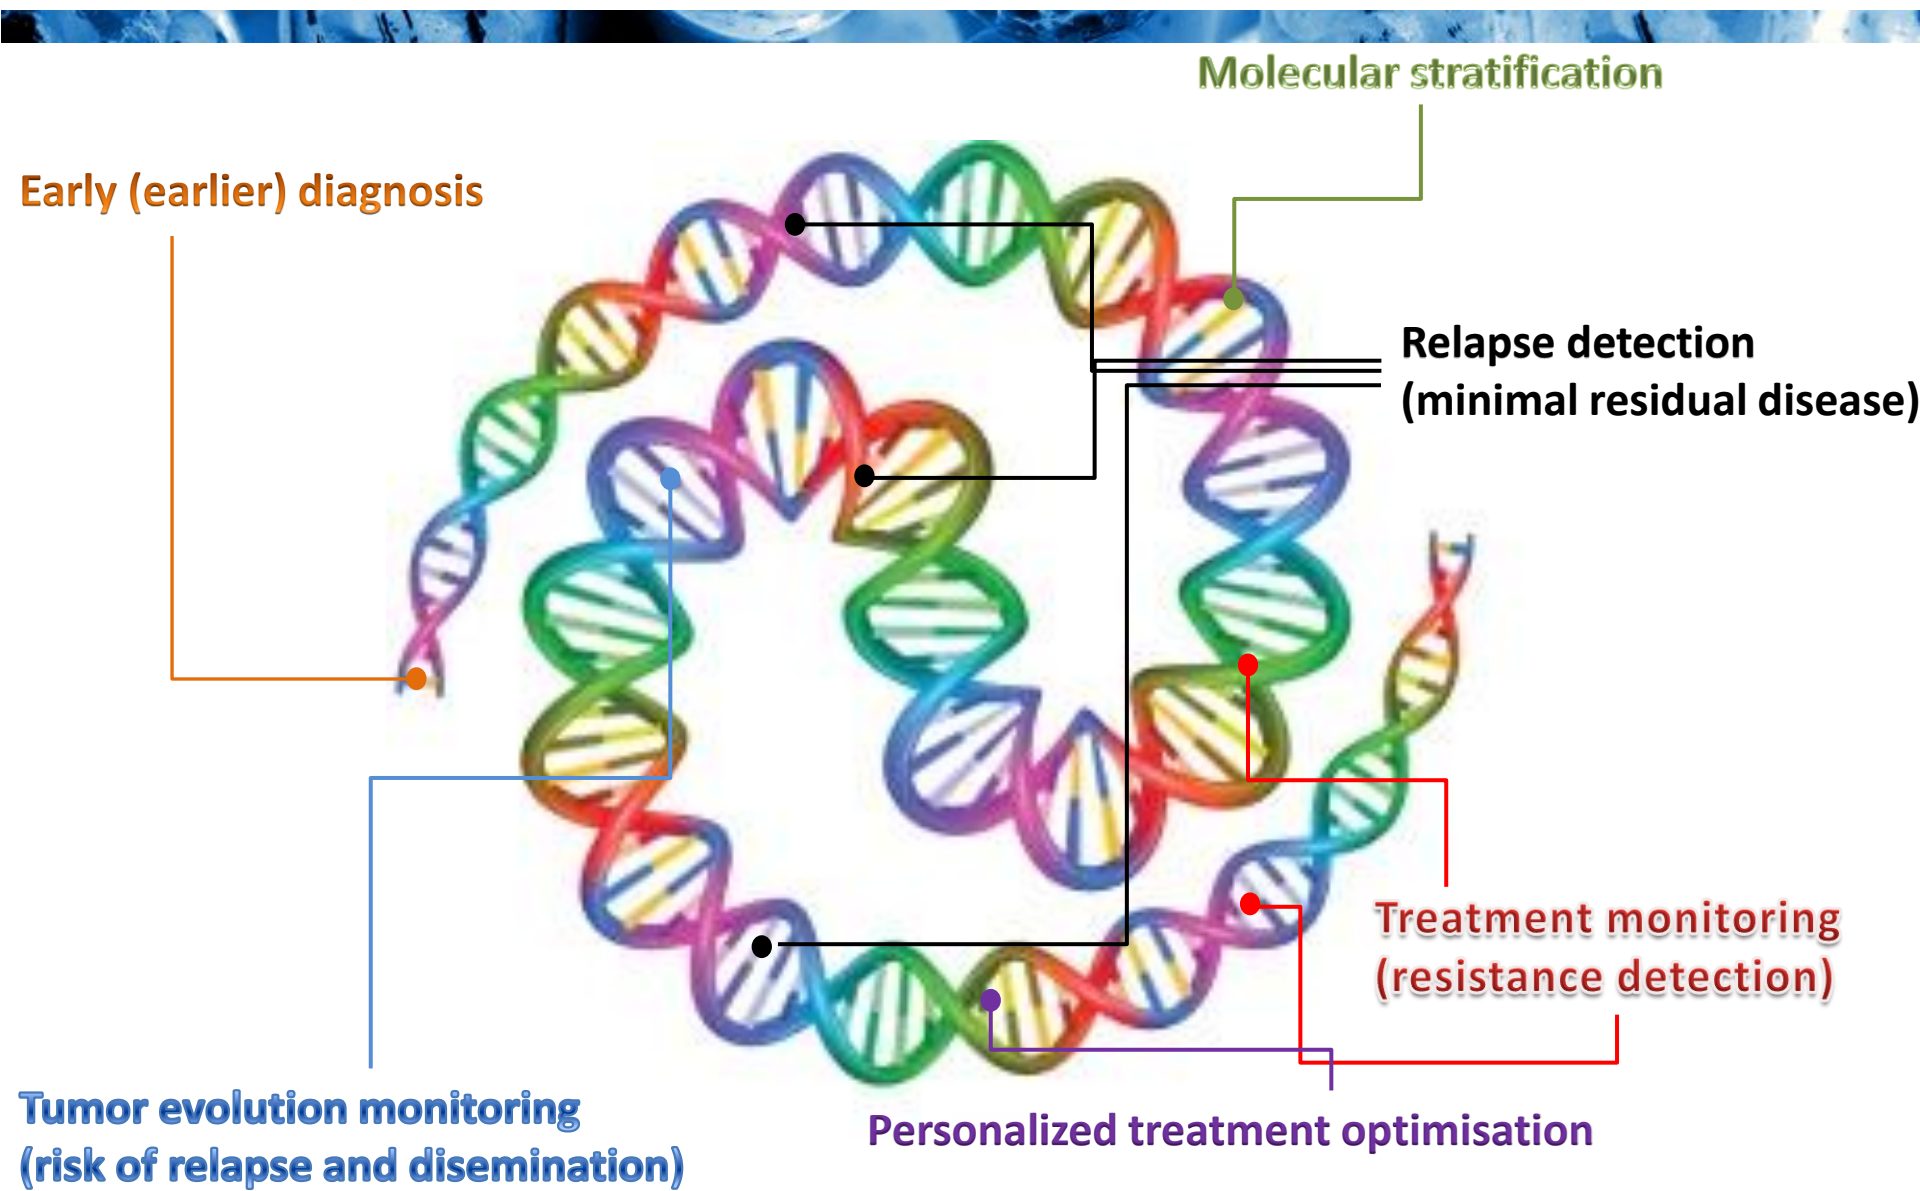 Molecular stratification
Early (earlier) diagnosis
Relapse detection
(minimal residual disease)
Treatment monitoring
(resistance detection)
Tumor evolution monitoring
(risk of relapse and disemination)
Personalized treatment optimisation